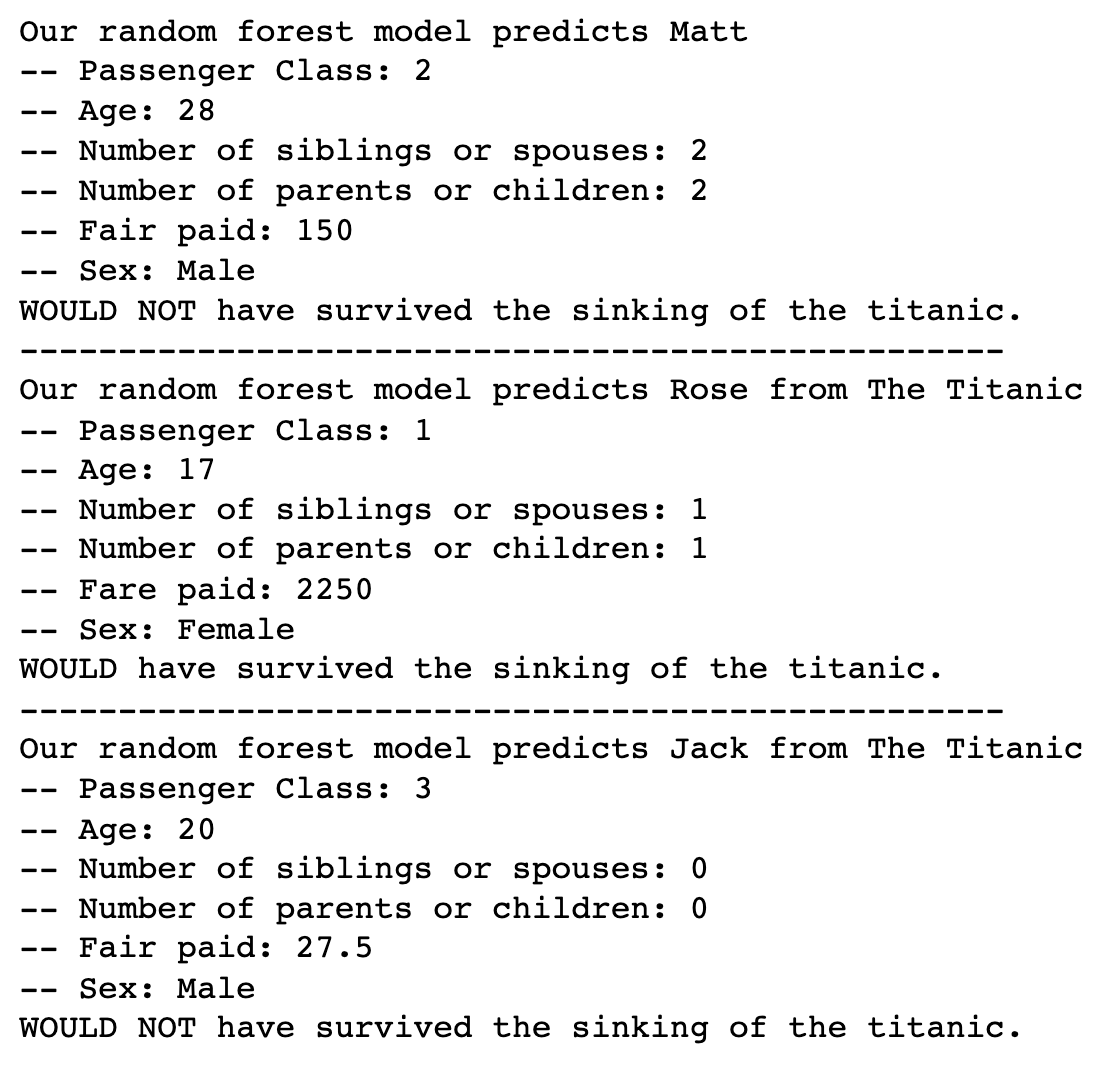 Our random forest model predicts Matt
-- Passenger Class: 2
-- Age: 28
-- Number of siblings or spouses: 2
-- Number of parents or children: 2
-- Fair paid: 150
-- Sex: Male
WOULD NOT have survived the sinking of the titanic.
--------------------------------------------------
Our random forest model predicts Rose from The Titanic
-- Passenger Class: 1
-- Age: 17
-- Number of siblings or spouses: 1
-- Number of parents or children: 1
-- Fare paid: 2250
-- Sex: Female
WOULD have survived the sinking of the titanic.
--------------------------------------------------
Our random forest model predicts Jack from The Titanic
-- Passenger Class: 3
-- Age: 20
-- Number of siblings or spouses: 0
-- Number of parents or children: 0
-- Fair paid: 27.5
-- Sex: Male
WOULD NOT have survived the sinking of the titanic.